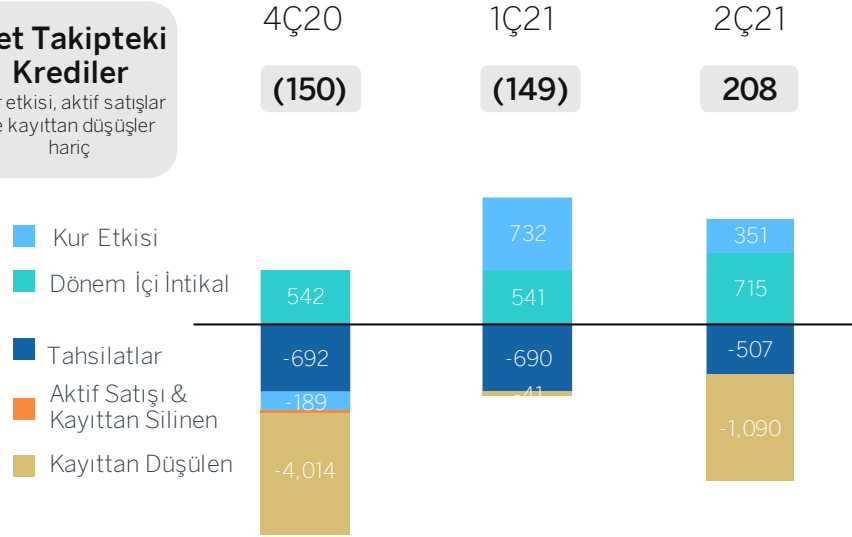 4Ç20 1Ç21 2Ç21
et Takipteki
Krediler
etkisi, aktif satışlar
kayıttan düşüşler
hariç
(150) (149) 208
Kur Etkisi
Dönem İçi İntikal
Tahsilatlar
Aktif Satışı &
Kayıttan Silinen
Kayıttan Düşülen
542
-692
-189
-4,014
732
541
-690
-41
351
715
-507
-1,090